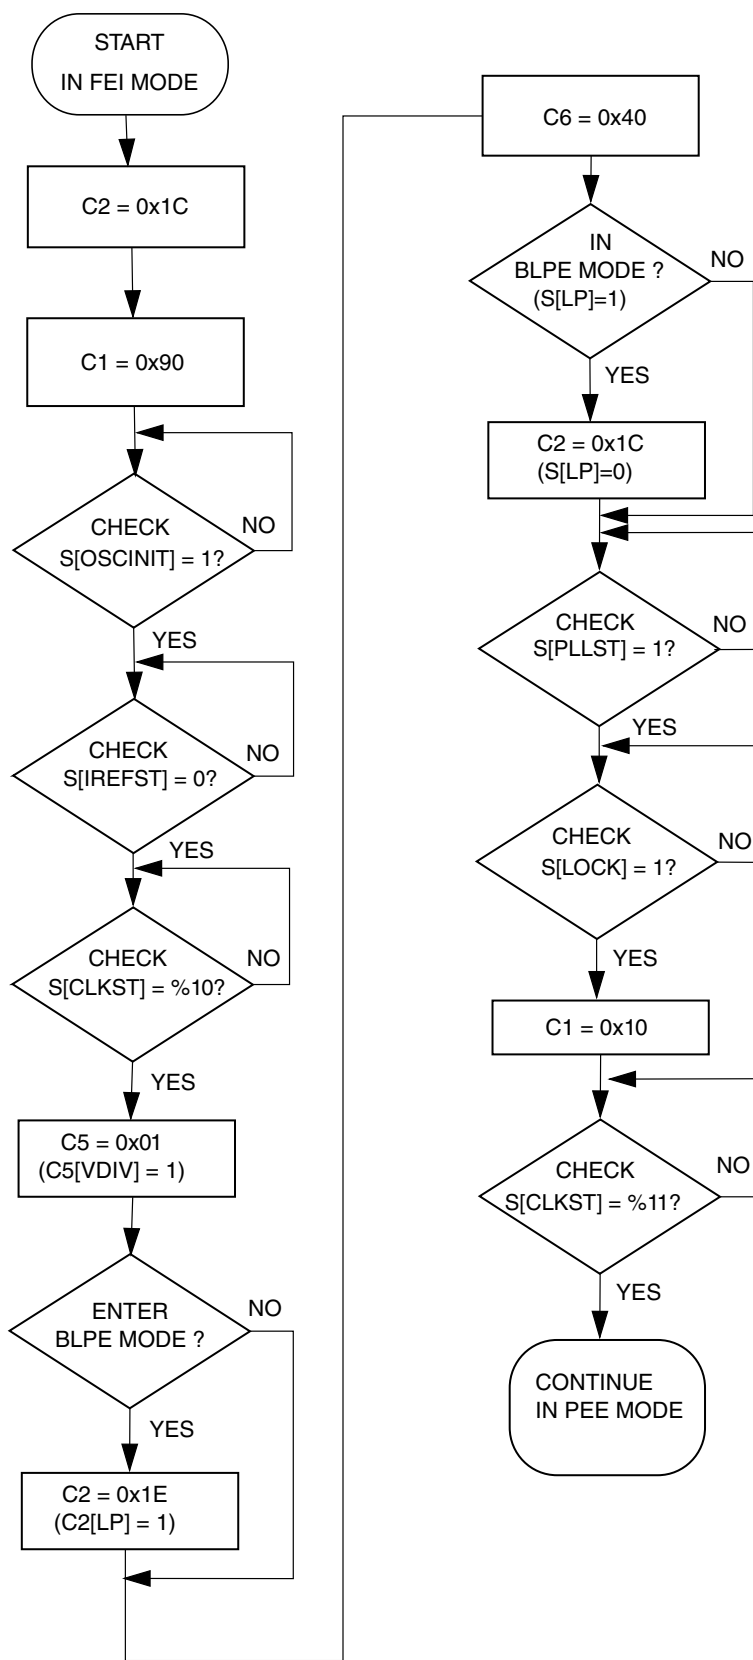 START
IN FEI MODE
C2 = 0x1C
C1 = 0x90
CHECK
S[OSCINIT] = 1?
NO
YES
CHECK
S[IREFST] = 0?
NO
YES
CHECK
S[CLKST] = %10?
NO
YES
C5 = 0x01
(C5[VDIV] = 1)
ENTER
BLPE MODE ?
NO
YES
C2 = 0x1E
(C2[LP] = 1)
C6 = 0x40
IN
BLPE MODE ?
(S[LP]=1)
NO
YES
C2 = 0x1C
(S[LP]=0)
CHECK
S[PLLST] = 1?
NO
YES
CHECK
S[LOCK] = 1?
NO
YES
C1 = 0x10
CHECK
S[CLKST] = %11?
NO
YES
CONTINUE
IN PEE MODE